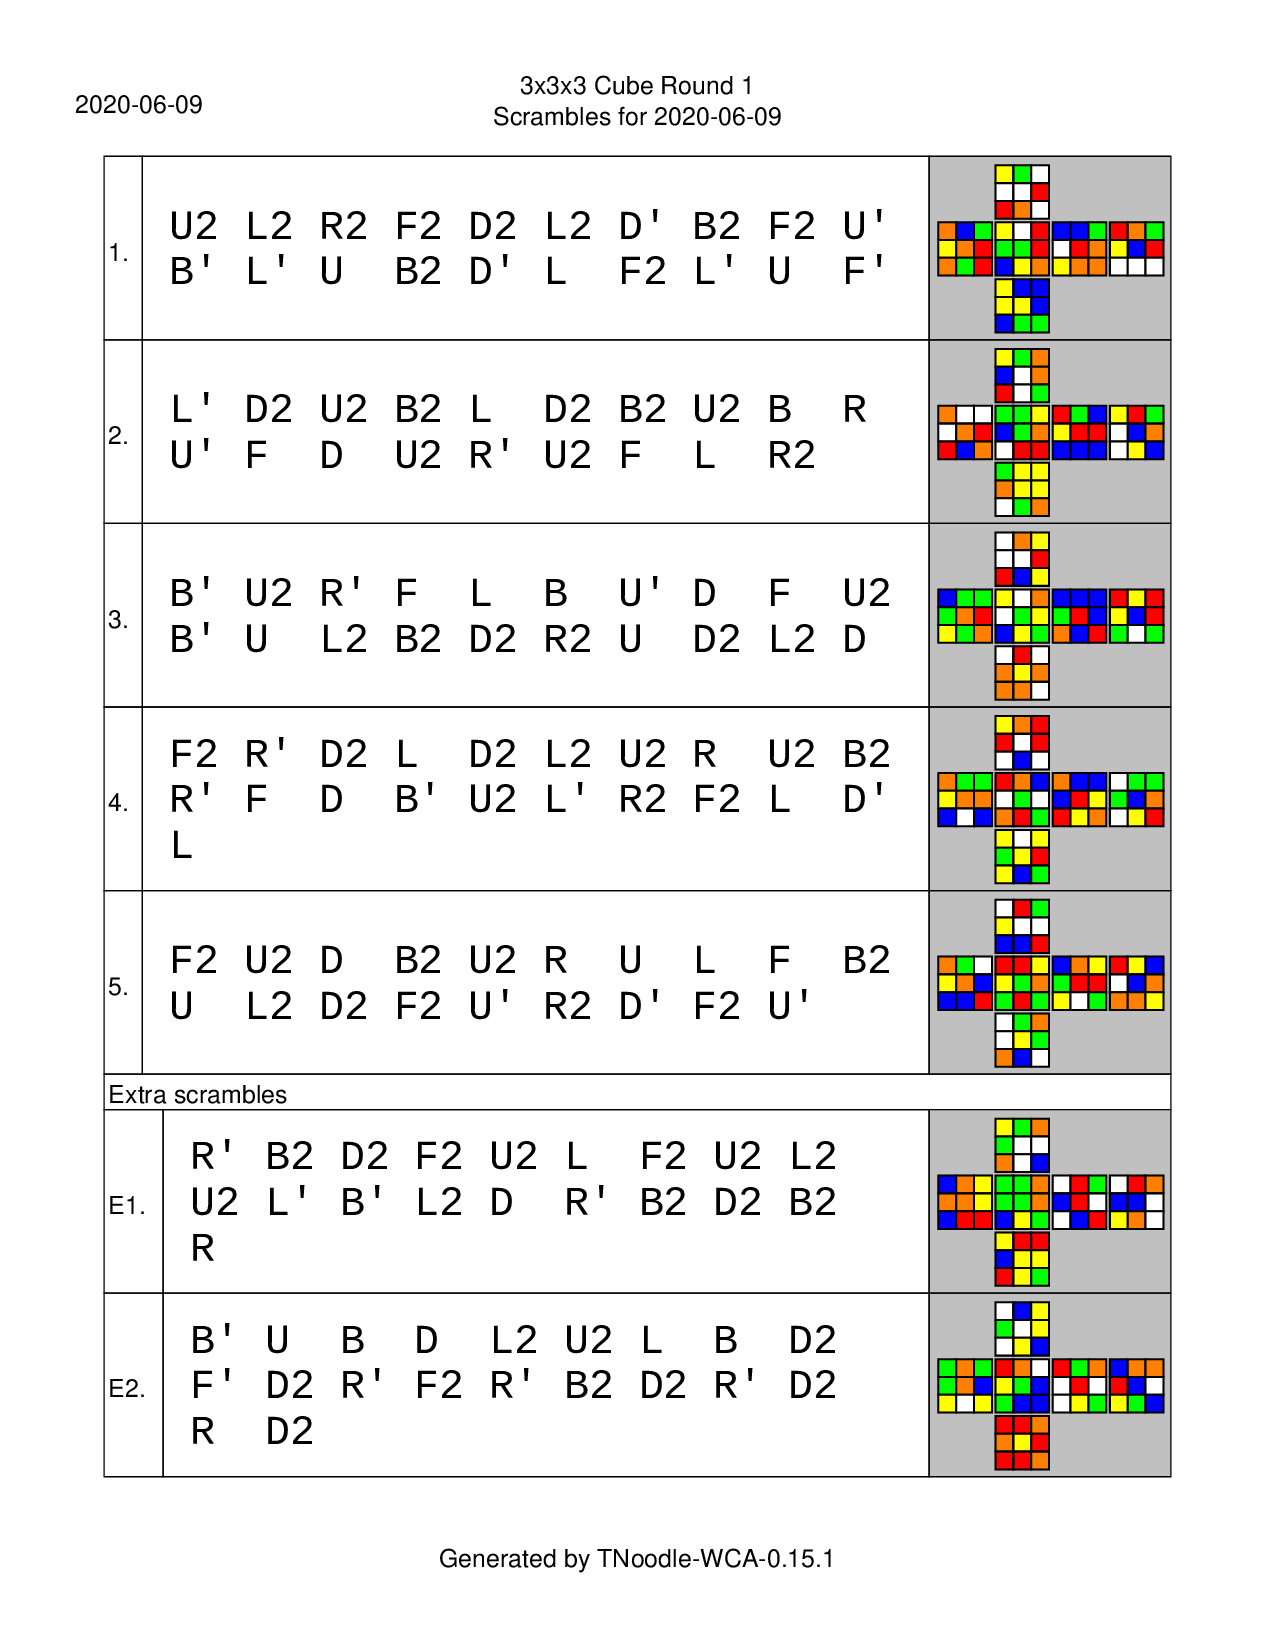 2020-06-09
3x3x3 Cube Round 1
Scrambles for 2020-06-09
1.
U2 L2 R2 F2 D2 L2 D' B2 F2 U'
B' L' U B2 D' L F2 L' U F'
2.
L' D2 U2 B2 L D2 B2 U2 B R
U' F D U2 R' U2 F L R2
3.
B' U2 R' F L B U' D F U2
B' U L2 B2 D2 R2 U D2 L2 D
4.
F2 R' D2 L D2 L2 U2 R U2 B2
R' F D B' U2 L' R2 F2 L D'
L
5.
F2 U2 D B2 U2 R U L F B2
U L2 D2 F2 U' R2 D' F2 U'
Extra scrambles
E1.
R' B2 D2 F2 U2 L F2 U2 L2
U2 L' B' L2 D R' B2 D2 B2
R
E2.
B' U B D L2 U2 L B D2
F' D2 R' F2 R' B2 D2 R' D2
R D2
Generated by TNoodle-WCA-0.15.1